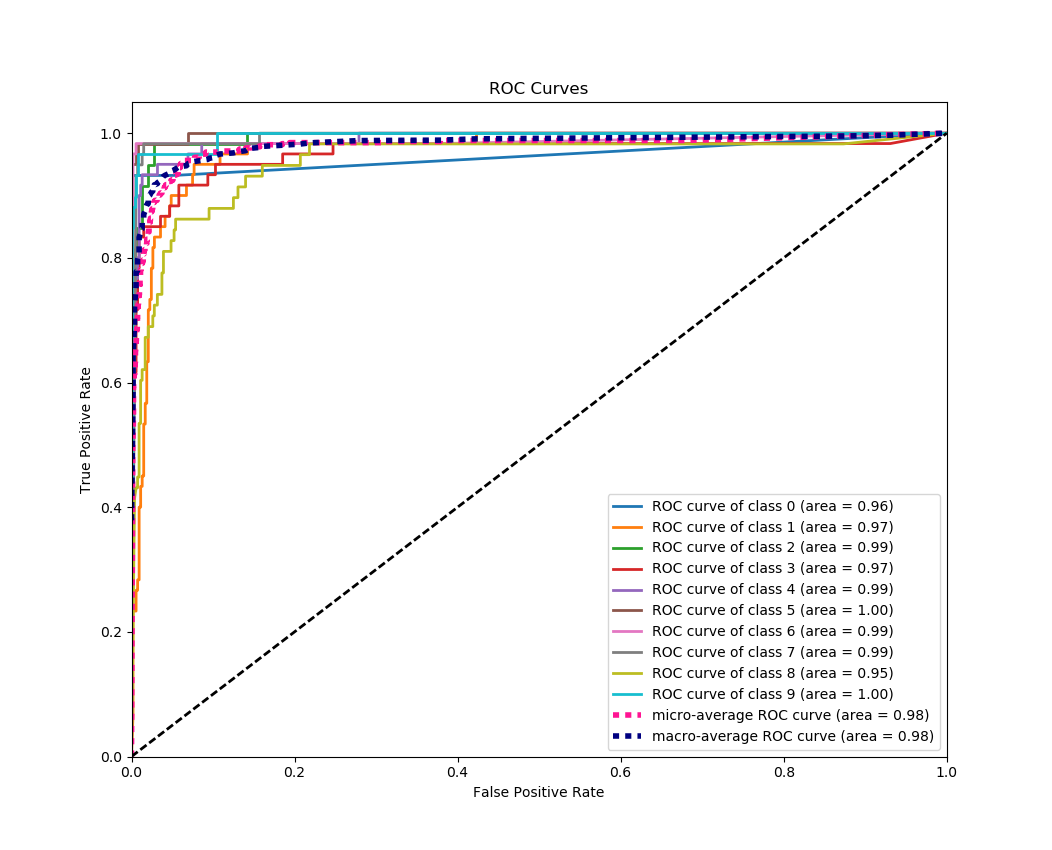 ROC Curves
1.0
0.8
0.6
0.4
0.2
0.0
True Positive Rate
0.0 0.2 0.4 0.6 0.8 1.0
False Positive Rate
ROC curve of class 0 (area = 0.96)
ROC curve of class 1 (area = 0.97)
ROC curve of class 2 (area = 0.99)
ROC curve of class 3 (area = 0.97)
ROC curve of class 4 (area = 0.99)
ROC curve of class 5 (area = 1.00)
ROC curve of class 6 (area = 0.99)
ROC curve of class 7 (area = 0.99)
ROC curve of class 8 (area = 0.95)
ROC curve of class 9 (area = 1.00)
micro-average ROC curve (area = 0.98)
macro-average ROC curve (area = 0.98)